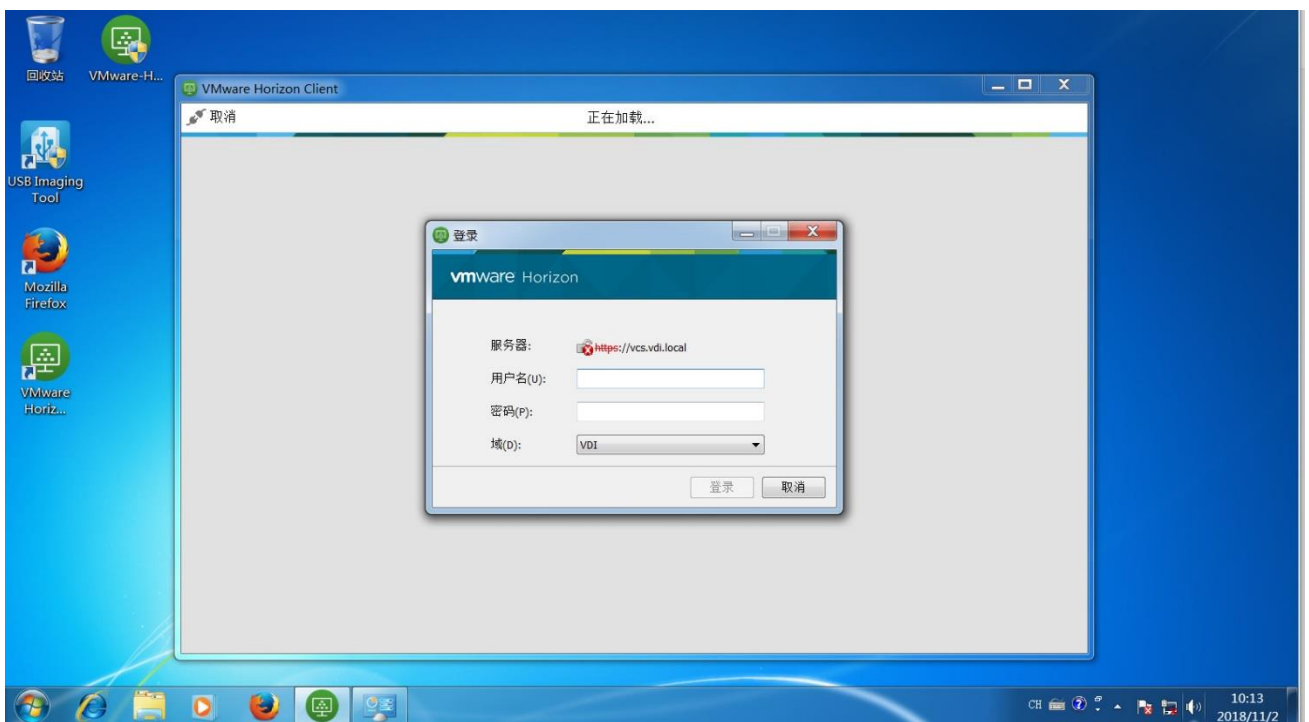 回收站
VMware-H...
USB Imaging
Tool
Mozilla
Firefox
VMware
Horiz...
VMware Horizon Client
取消
正在加载...
登录
vmware Horizon
服务器:
https://vcs.vdi.local
用户名(U):
密码(P):
域(D):
VDI
登录
取消
CH
10:13
2018/11/2